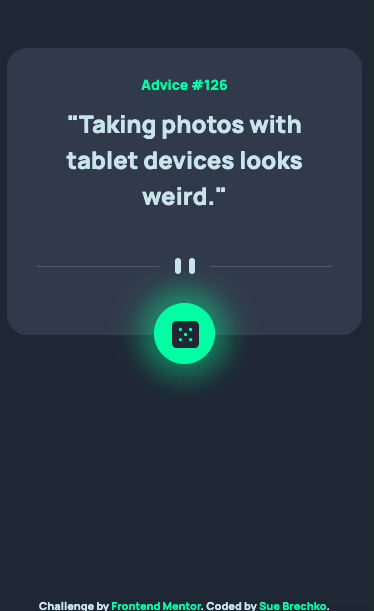 Advice #126
"Taking photos with
tablet devices looks
weird."
Challenge by Frontend Mentor. Coded by Sue Brechko.